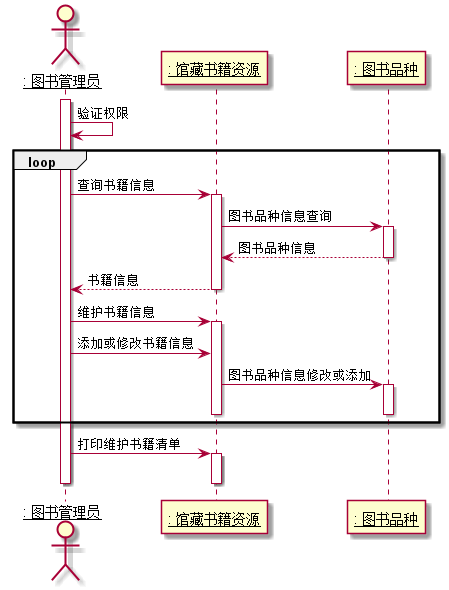 : 图书管理员
: 馆藏书籍资源
: 图书品种
验证权限
loop
查询书籍信息
图书品种信息查询
图书品种信息
书籍信息
维护书籍信息
添加或修改书籍信息
图书品种信息修改或添加
打印维护书籍清单
: 图书管理员
: 馆藏书籍资源
: 图书品种